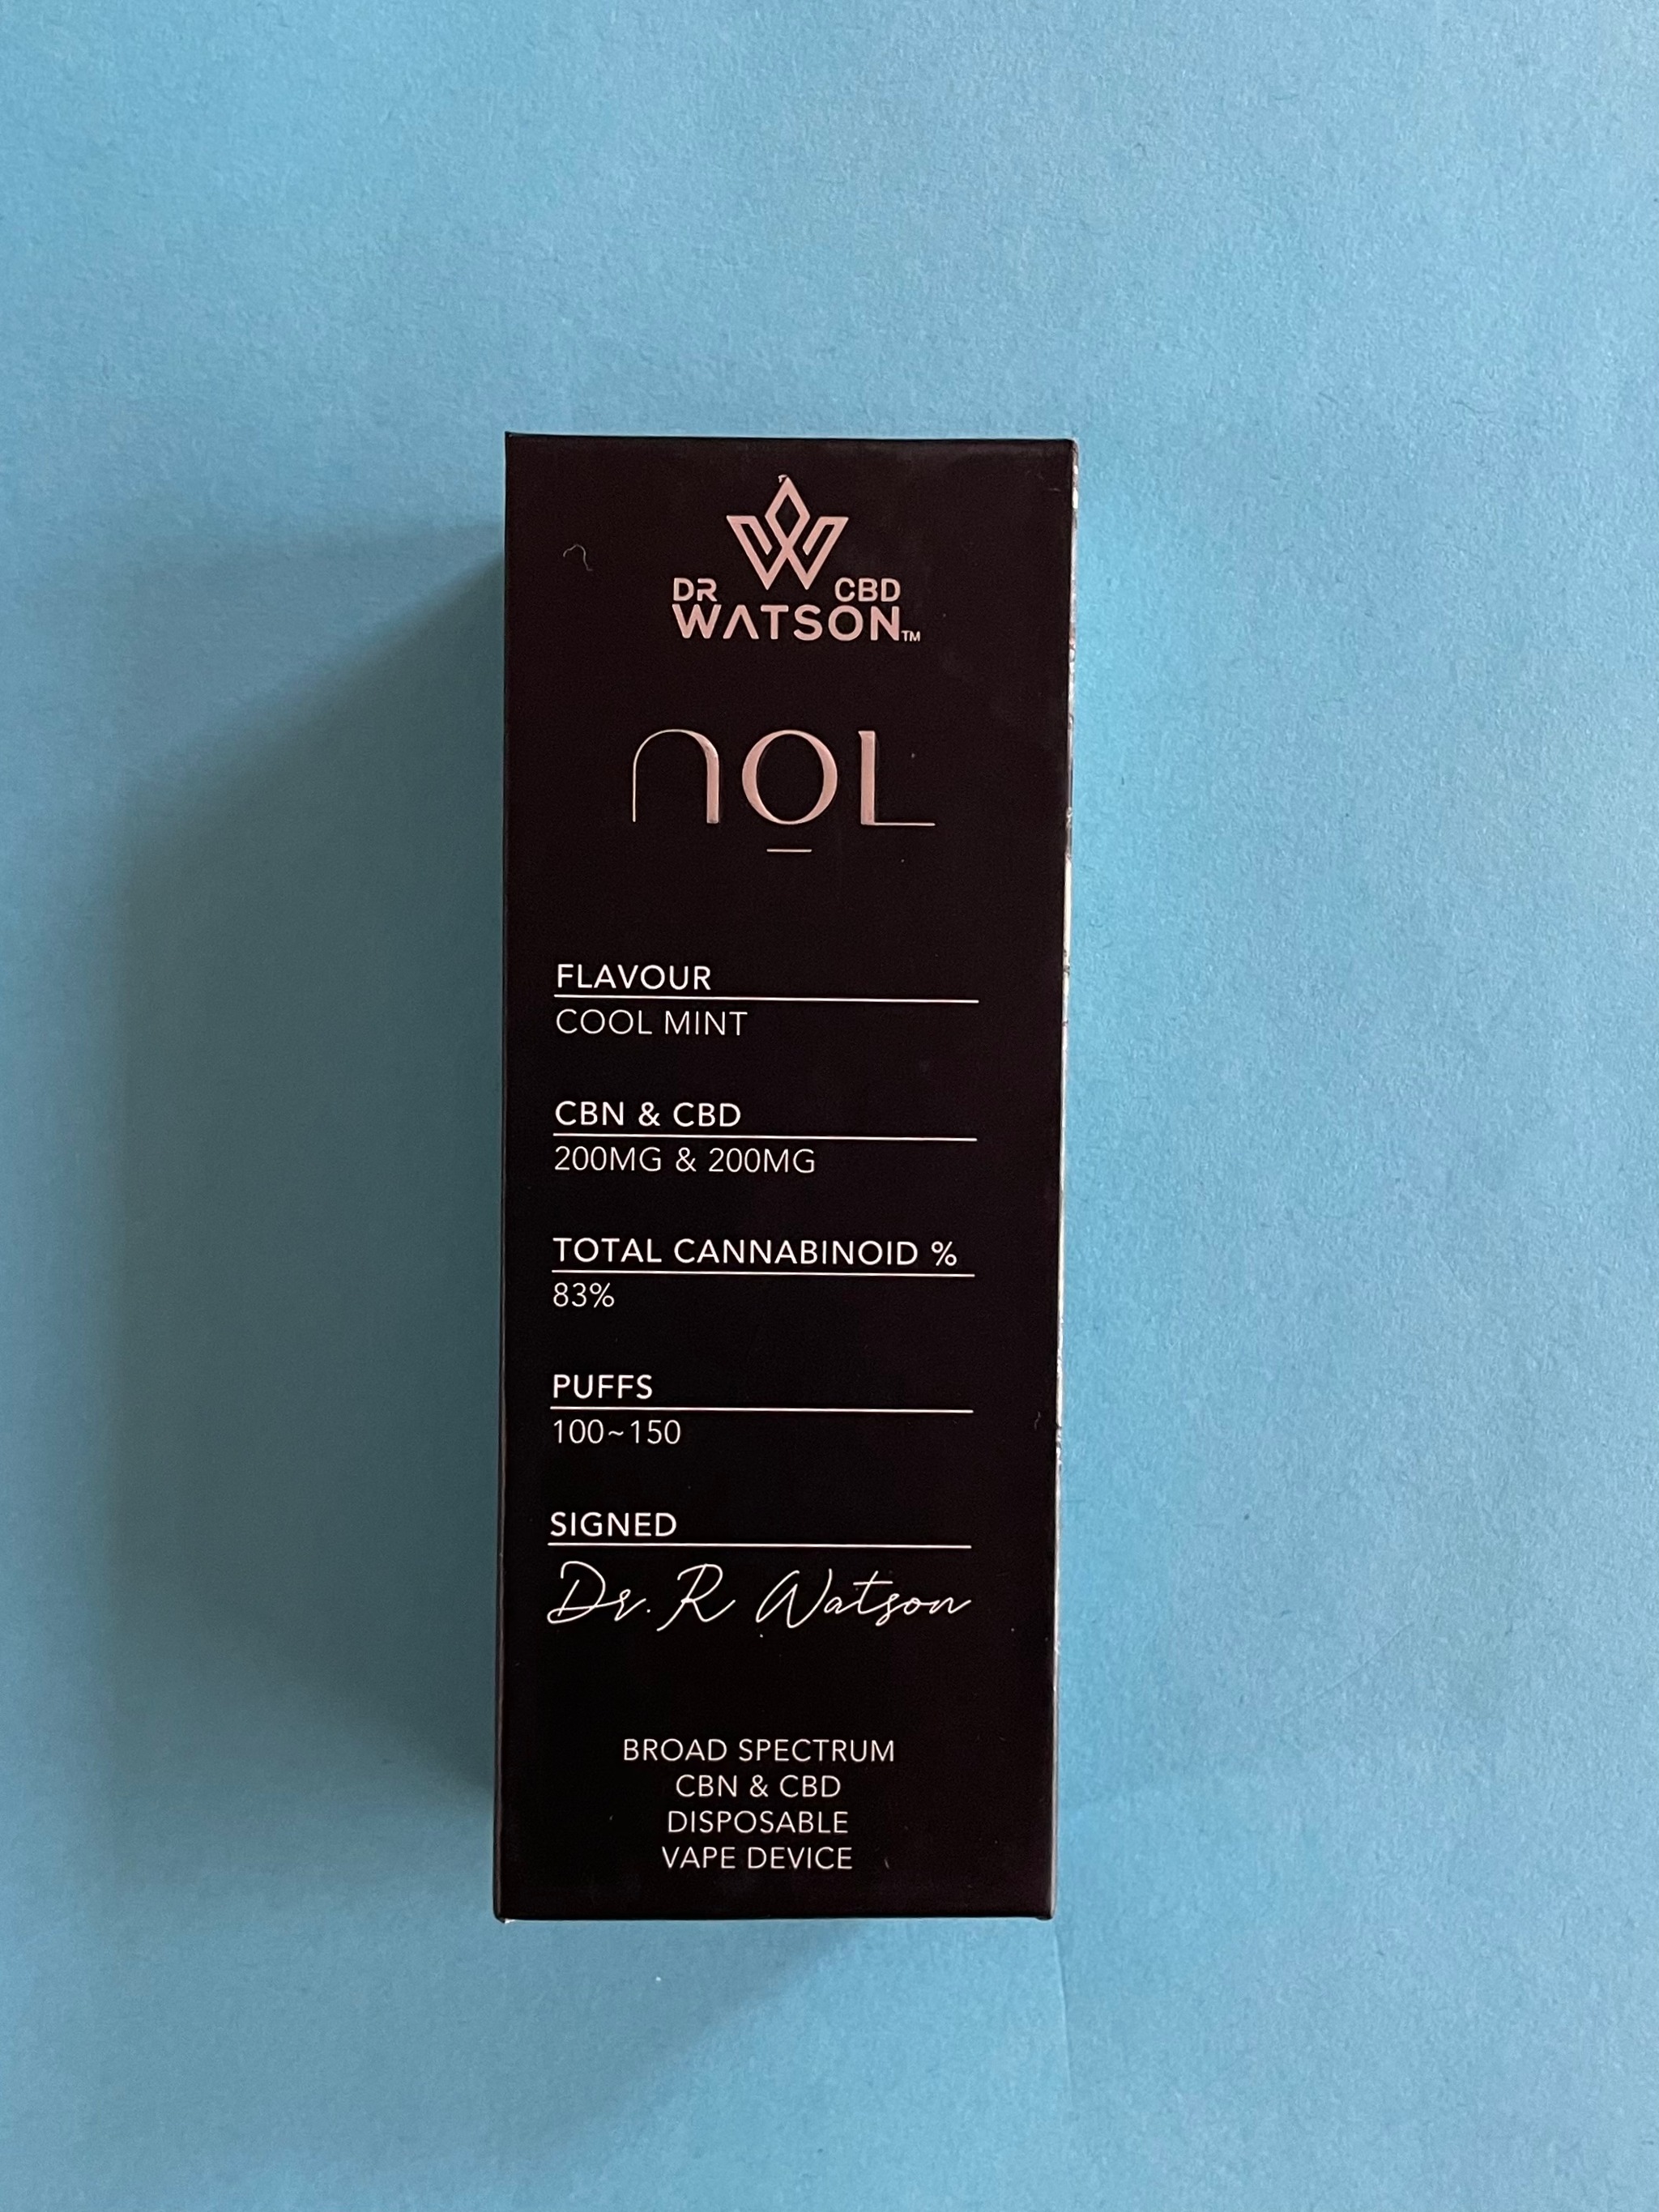 DR CBD
WATSON™
NOL
FLAVOUR
COOL MINT
CBN & CBD
200MG & 200MG
TOTAL CANNABINOID %
83%
PUFFS
100~150
SIGNED
Dr. R Watson
BROAD SPECTRUM
CBN & CBD
DISPOSABLE
VAPE DEVICE